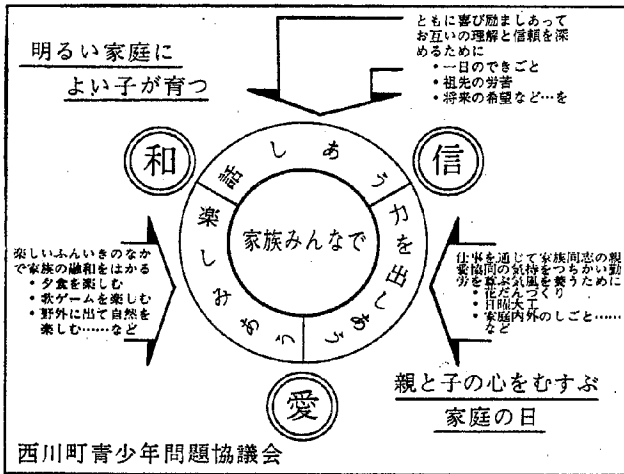 明るい家庭に
よい子が育つ
ともに喜び励ましあって
お互いの理解と信頼を深
めるために
・一日のできごと
・祖先の労苦
・将来の希望など…を
和
信
話しあう
力を出しあう
楽しみあう
家族みんなで
楽しいふんいきのなか
で家族の融和をはかる
・夕食を楽しむ
・歌ゲームを楽しむ
・野外に出て自然を
楽しむ……など
仕事を通じて家族同志の親
愛協同の気持をつちかい勤
労を尊ぶ気風を養うために
・花だんづくり
・日曜大工
・家庭内外のしごと……
など
愛
親と子の心をむすぶ
家庭の日
西川町青少年問題協議会